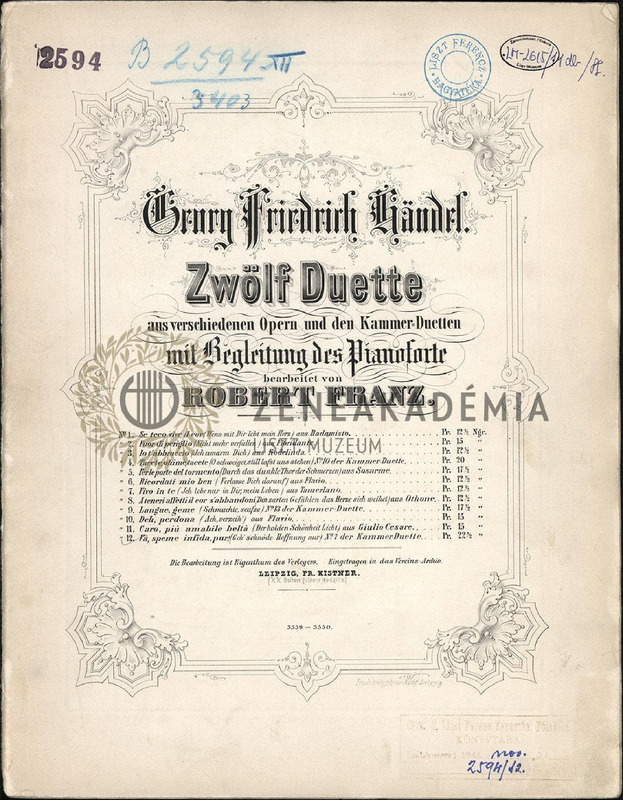 2594
B 2594 XII
3403
LISZT FERENC
HAGYATÉKA
LM-2615/
Georg Friedrich Händel.
Zwölf Duette
aus verschiedenen Opern und den Kammer-Duetten
mit Begleitung des Pianoforte
bearbeitet von
ROBERT FRANZ.
ZENEAKADÉMIA
LISZT MÚZEUM
Nº 1. Se teco vive il cor (Wenn mit Dir lebt mein Herz) aus Radamisto. Pr. 12½ Ngr.
" 2. aus Ariodante. Pr. 15 "
" 3. Io t'abbraccio (Ich umarm Dich) aus Rodelinda. Pr. 12½ "
" 4. Tacete, ohimè, tacete (O schweiget, still lasst uns stehen) Nº 10 der Kammer-Duette. Pr. 20 "
" 5. Per le porte del tormento (Durch das dunkle Thor der Schmerzen) aus Sosarme. Pr. 17½ "
" 6. Ricordati mio ben (Verlasse Dich darauf) aus Flavio. Pr. 12½ "
" 7. Vivo in te (Ich lebe nur in Dir, mein Leben) aus Tamerlano. Pr. 12½ "
" 8. A teneri affetti il cor s'abbandoni (Den zarten Gefühlen das Herze sich weihet) aus Othone. Pr. 12½ "
" 9. Langue, geme (Schmachte, seufze) Nº 13 der Kammer-Duette. Pr. 17½ "
" 10. Deh, perdona (Ach, verzeih') aus Flavio. Pr. 15 "
" 11. Caro, più amabile beltà (Der holden Schönheit Licht) aus Giulio Cesare. Pr. 15 "
" 12. Và, speme infida, pur (Geh' schnöde Hoffnung nur) Nº 7 der Kammer Duette. Pr. 22½ "
Die Bearbeitung ist Eigenthum des Verlegers. Eingetragen in das Vereins-Archiv.
LEIPZIG, FR. KISTNER.
(K.K. Oesterr. goldene Medaille)
3539 – 3550.
KÖNYVTÁRA
nov.
2594/12.